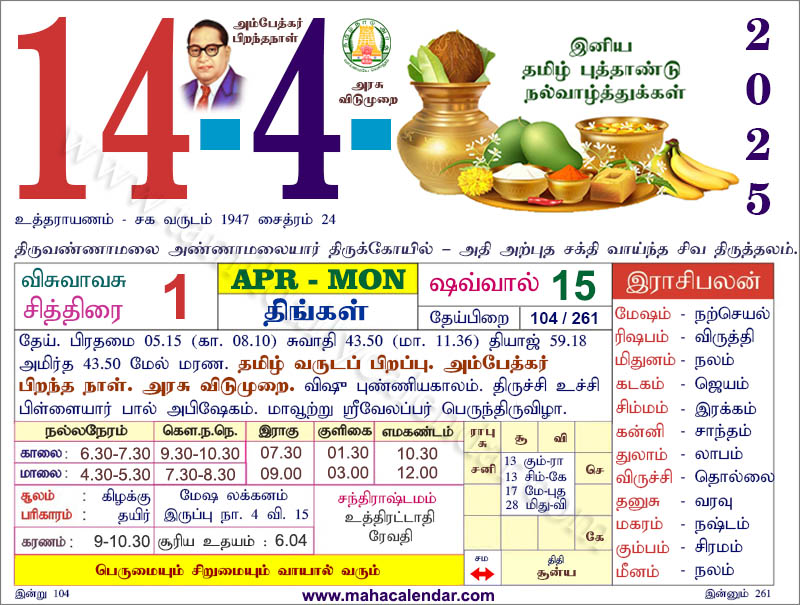 14-4-
அம்பேத்கர்
பிறந்தநாள்
அரசு
விடுமுறை
இனிய
தமிழ் புத்தாண்டு
நல்வாழ்த்துக்கள்
2025
உத்தராயணம் - சக வருடம் 1947 சைத்ரம் 24
திருவண்ணாமலை அண்ணாமலையார் திருக்கோயில் – அதி அற்புத சக்தி வாய்ந்த சிவ திருத்தலம்.
விசுவாவசு
சித்திரை 1
APR - MON
திங்கள்
ஷவ்வால் 15
தேய்பிறை 104 / 261
தேய். பிரதமை 05.15 (கா. 08.10) சுவாதி 43.50 (மா. 11.36) தியாஜ் 59.18
அமிர்த 43.50 மேல் மரண. தமிழ் வருடப் பிறப்பு. அம்பேத்கர்
பிறந்த நாள். அரசு விடுமுறை. விஷு புண்ணியகாலம். திருச்சி உச்சி
பிள்ளையார் பால் அபிஷேகம். மாவூற்று ஸ்ரீவேலப்பர் பெருந்திருவிழா.
நல்லநேரம் கௌ.ந.நெ. இராகு குளிகை எமகண்டம்
காலை : 6.30-7.30 9.30-10.30 07.30 01.30 10.30
மாலை : 4.30-5.30 7.30-8.30 09.00 03.00 12.00
சூலம் : கிழக்கு
பரிகாரம் : தயிர்
மேஷ லக்கனம்
இருப்பு நா. 4 வி. 15
சந்திராஷ்டமம்
உத்திரட்டாதி
ரேவதி
கரணம் : 9-10.30 சூரிய உதயம் : 6.04
பெருமையும் சிறுமையும் வாயால் வரும்
ராபு
சு
சூ
வி
சனி
13 கும்-ரா
13 சிம்-கே
17 மே-புத
28 மிது-வி
செ
கே
சம
திதி
சூன்ய
இராசிபலன்
மேஷம் - நற்செயல்
ரிஷபம் - விருத்தி
மிதுனம் - நலம்
கடகம் - ஜெயம்
சிம்மம் - இரக்கம்
கன்னி - சாந்தம்
துலாம் - லாபம்
விருச்சி - தொல்லை
தனுசு - வரவு
மகரம் - நஷ்டம்
கும்பம் - சிரமம்
மீனம் - நலம்
இன்று 104
www.mahacalendar.com
இன்னும் 261